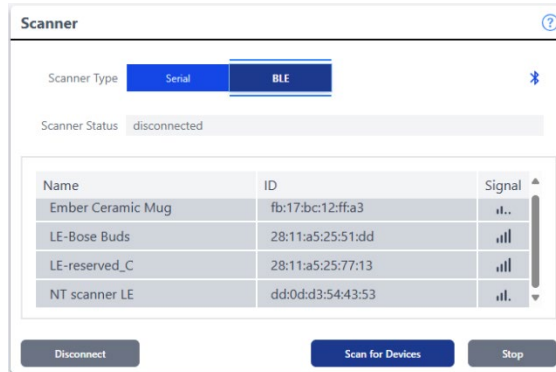 Scanner ?
Scanner Type Serial BLE
Scanner Status disconnected
Name ID Signal
Ember Ceramic Mug fb:17:bc:12:ff:a3
LE-Bose Buds 28:11:a5:25:51:dd
LE-reserved_C 28:11:a5:25:77:13
NT scanner LE dd:0d:d3:54:43:53
Disconnect Scan for Devices Stop